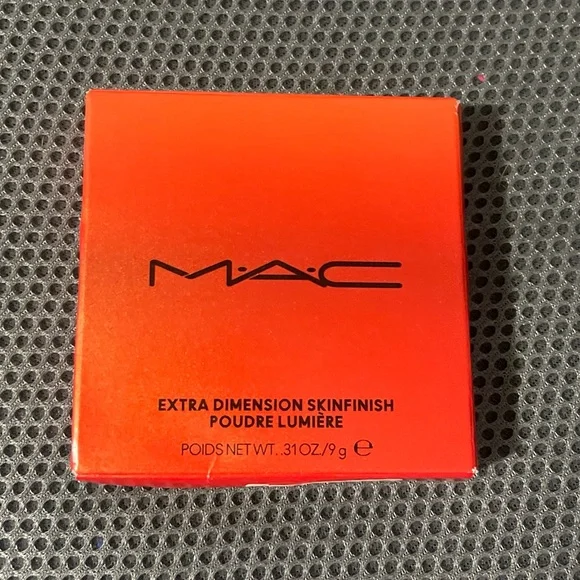 M·A·C
EXTRA DIMENSION SKINFINISH
POUDRE LUMIÈRE
POIDS NET WT. .31 OZ./9 g ℮